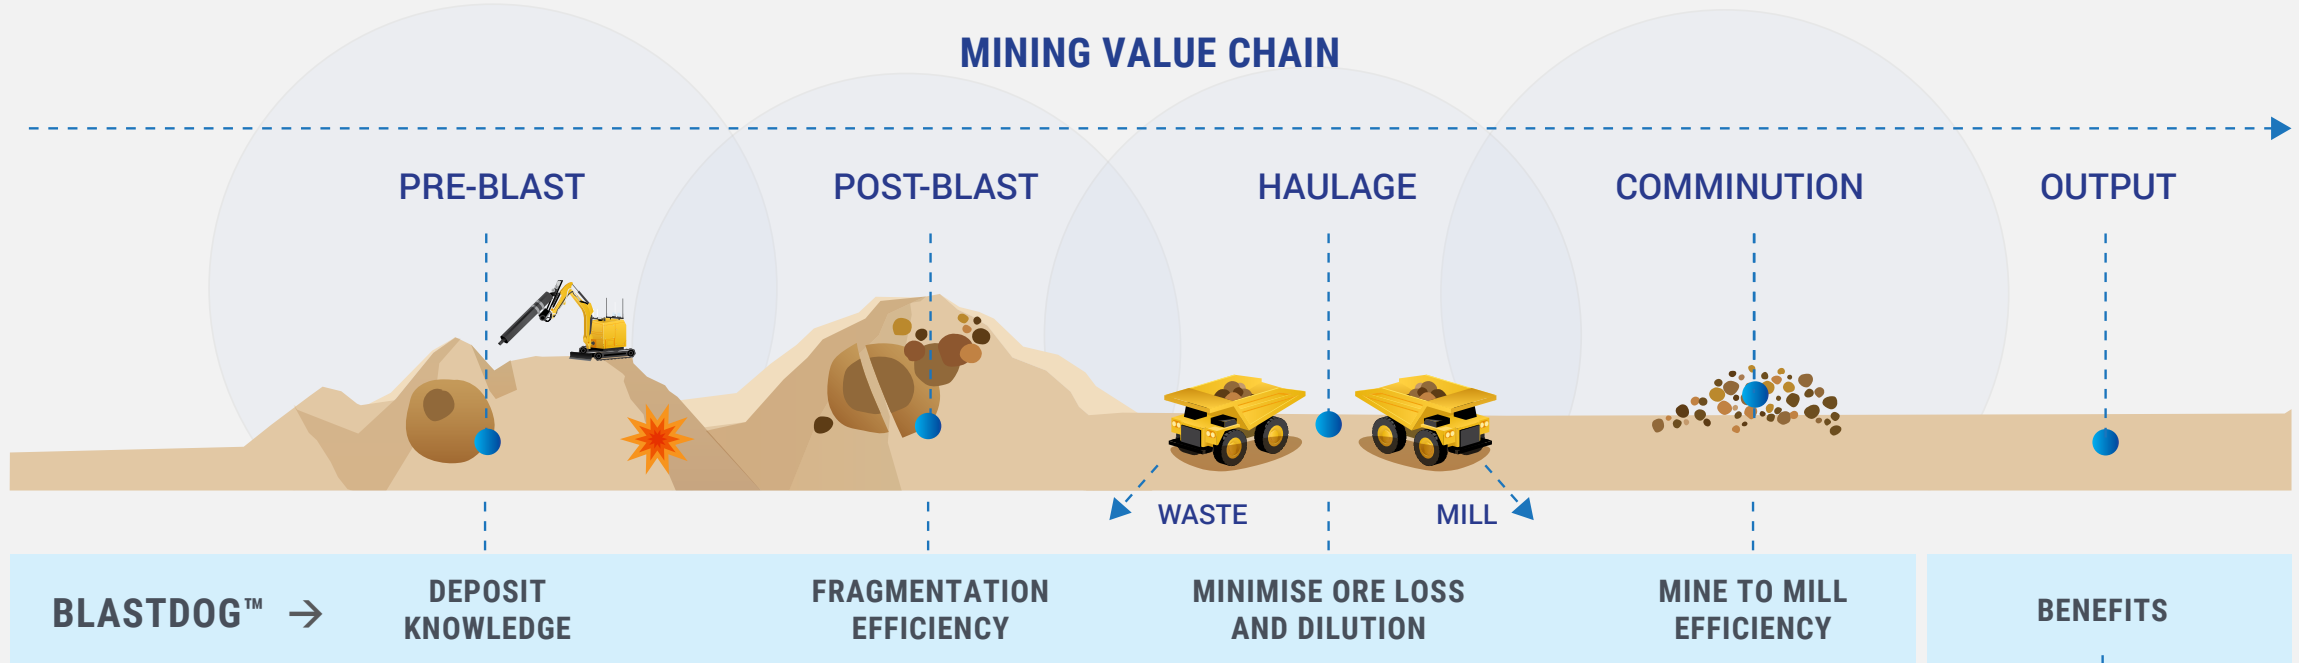 MINING VALUE CHAIN
PRE-BLAST
POST-BLAST
HAULAGE
COMMINUTION
OUTPUT
WASTE
MILL
BLASTDOG™ →
DEPOSIT
KNOWLEDGE
FRAGMENTATION
EFFICIENCY
MINIMISE ORE LOSS
AND DILUTION
MINE TO MILL
EFFICIENCY
BENEFITS